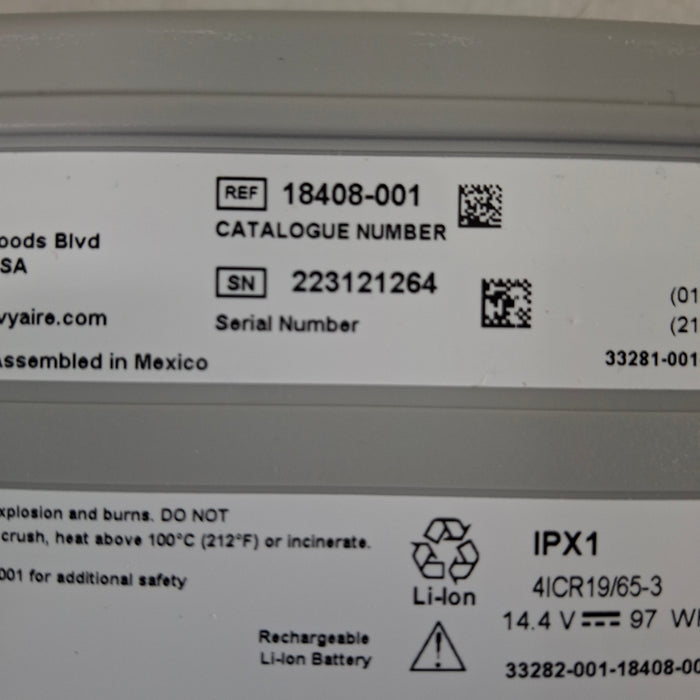 REF 18408-001
CATALOGUE NUMBER
oods Blvd
SA
SN 223121264
Serial Number
vyaire.com
Assembled in Mexico
(01
(21
33281-001
xplosion and burns. DO NOT
crush, heat above 100°C (212°F) or incinerate.
001 for additional safety
Li-Ion
Rechargeable
Li-Ion Battery
IPX1
4ICR19/65-3
14.4 V 97 W
33282-001-18408-00